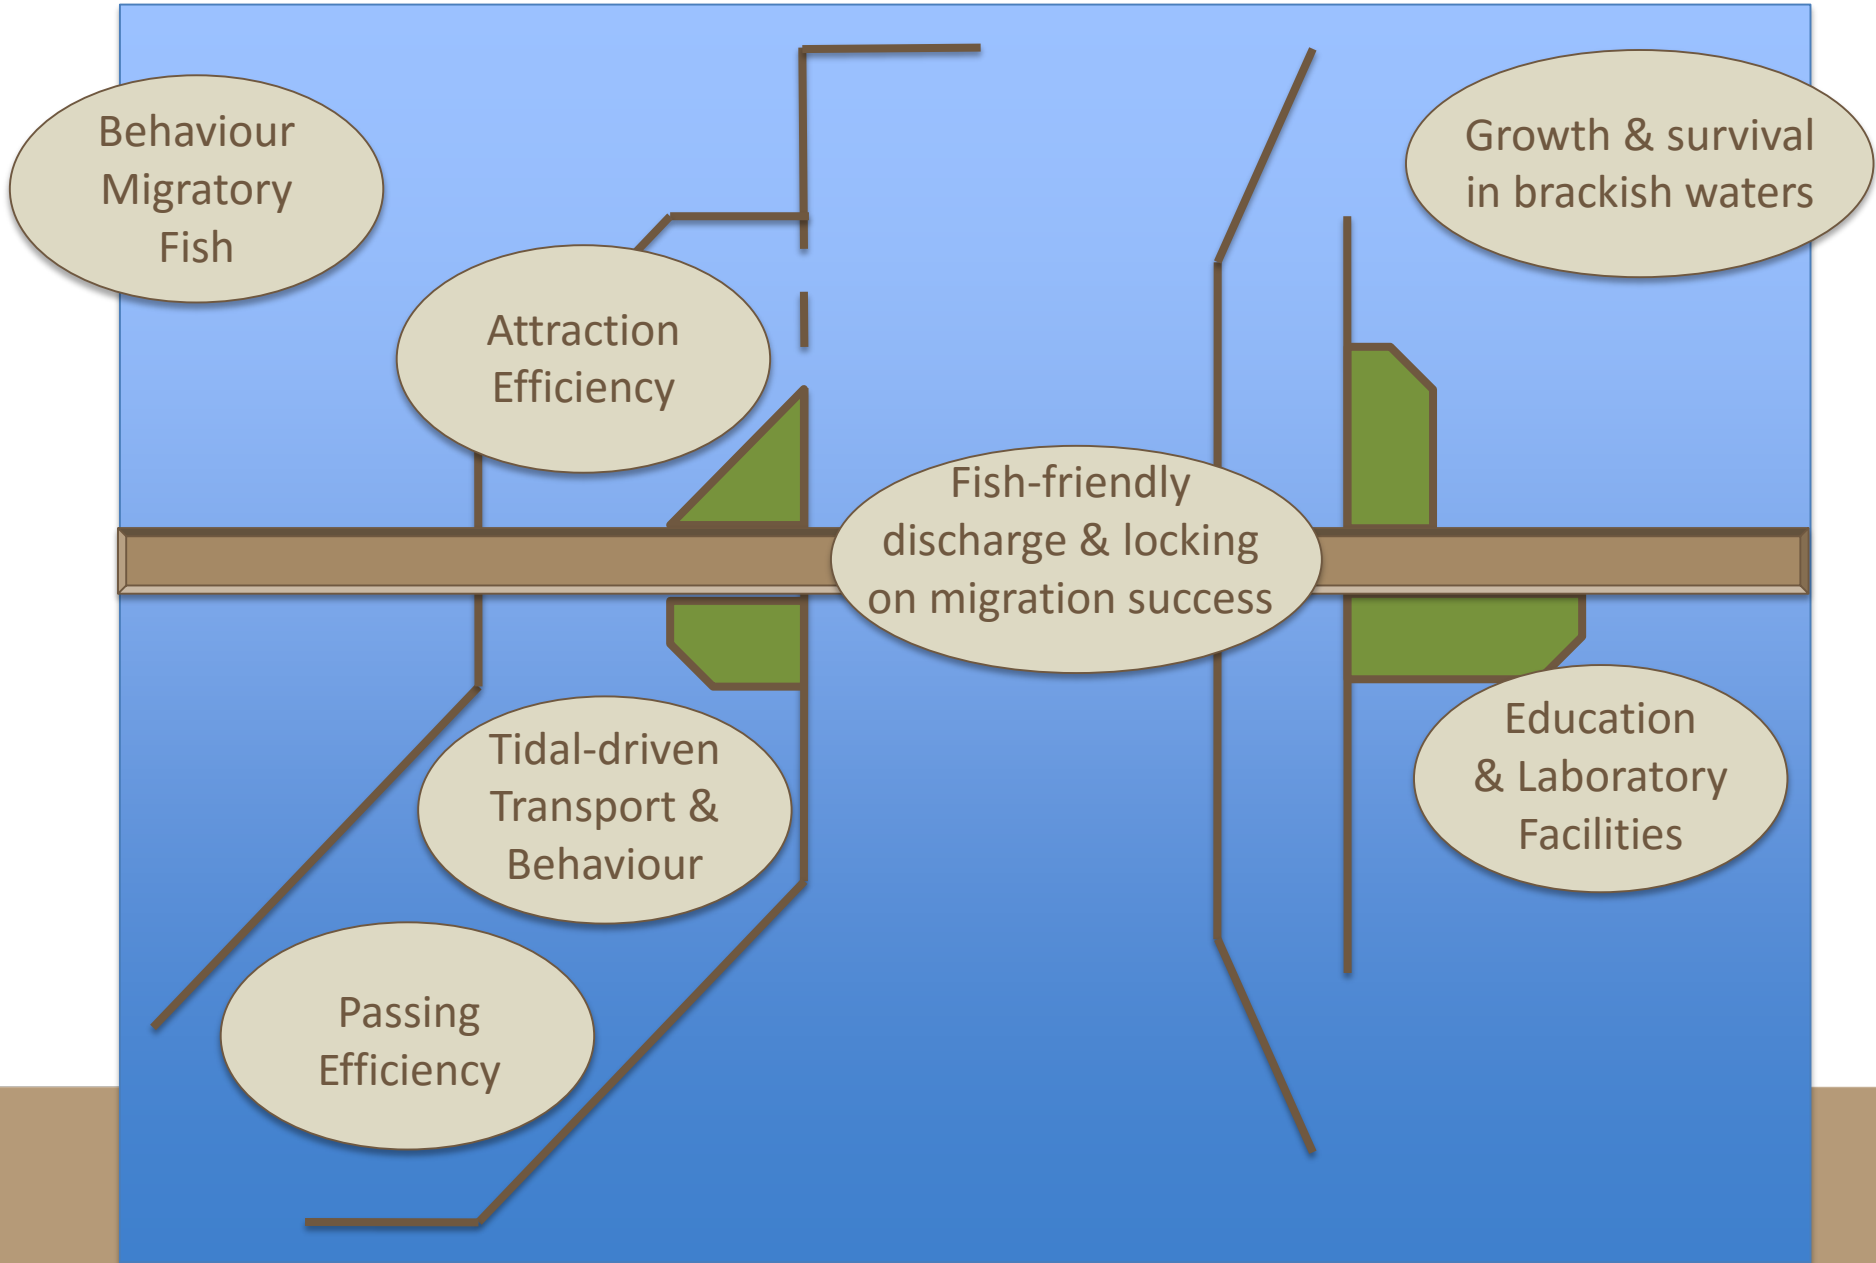 Behaviour
Migratory
Fish
Growth & survival
in brackish waters
Attraction
Efficiency
Fish-friendly
discharge & locking
on migration success
Tidal-driven
Transport &
Behaviour
Education
& Laboratory
Facilities
Passing
Efficiency